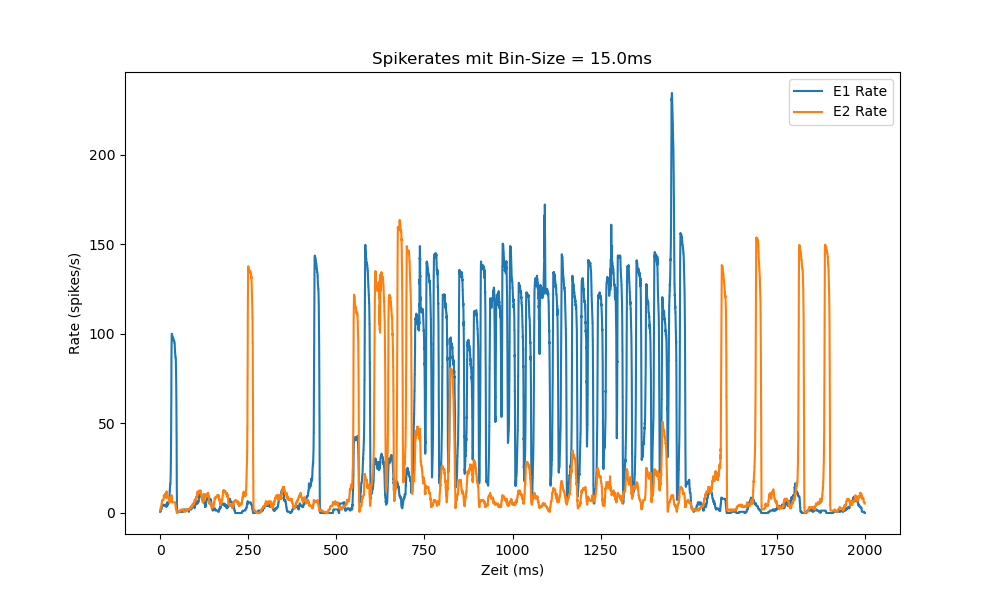 Spikerates mit Bin-Size = 15.0ms
E1 Rate
E2 Rate
Rate (spikes/s)
200
150
100
50
0
0 250 500 750 1000 1250 1500 1750 2000
Zeit (ms)